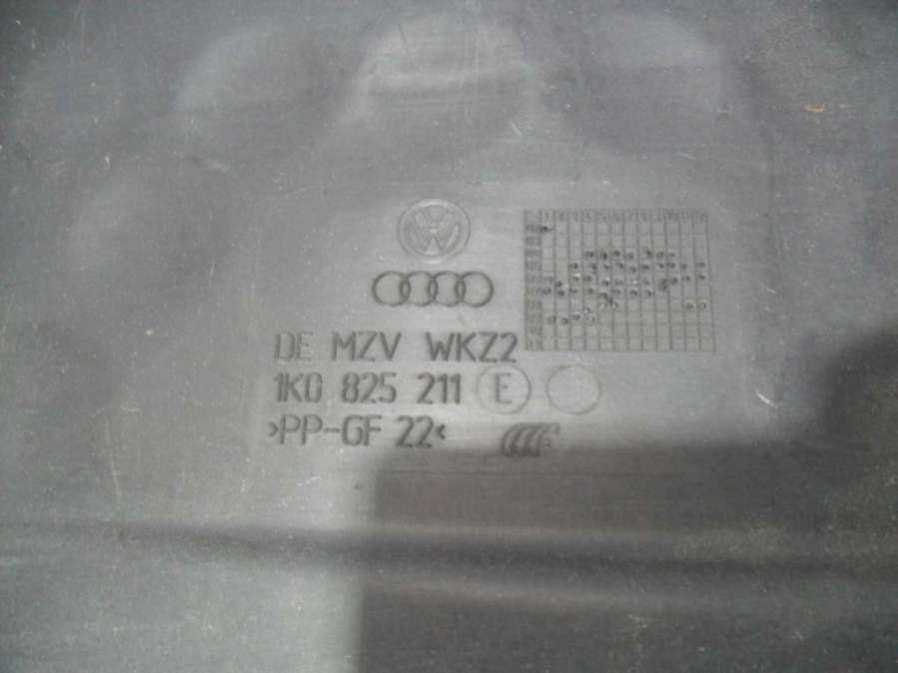 DE MZV WKZ2
1K0 825 211 E
>PP-GF 22<